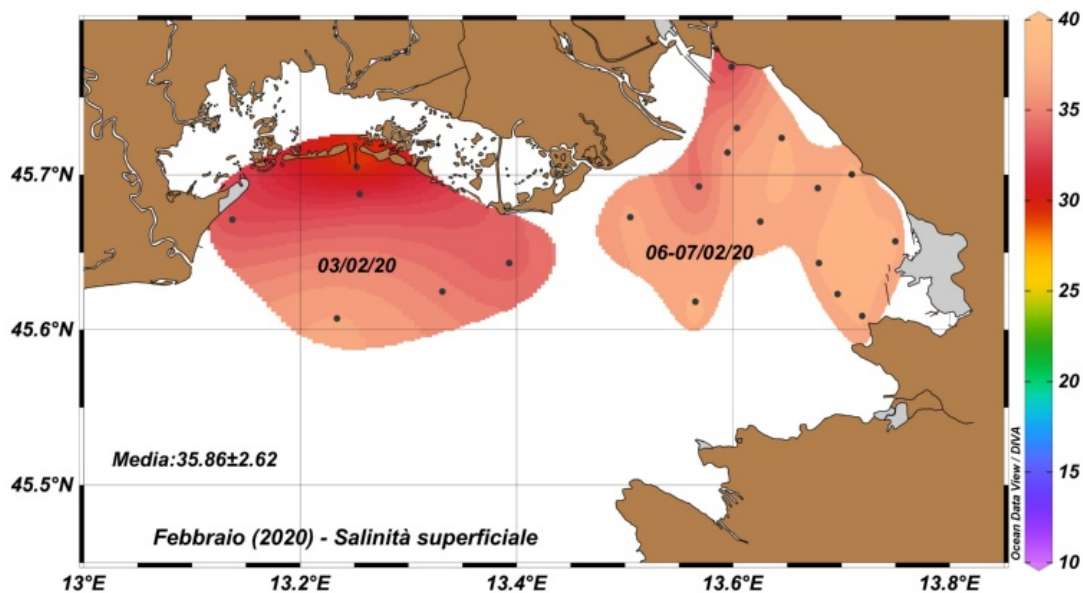 40
35
30
25
20
15
10
45.7°N
45.6°N
45.5°N
03/02/20
06-07/02/20
Media:35.86±2.62
Febbraio (2020) - Salinità superficiale
Ocean Data View / DIVA
13°E
13.2°E
13.4°E
13.6°E
13.8°E